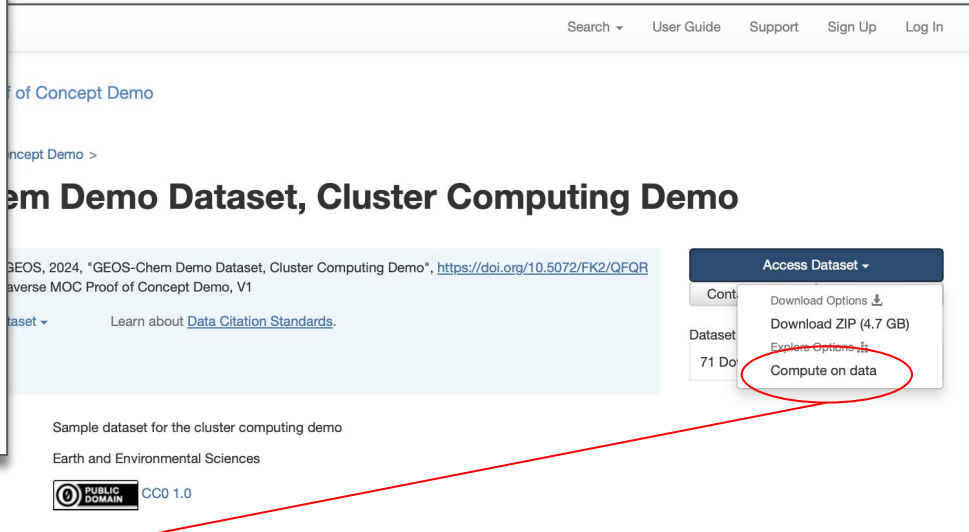 Search User Guide Support Sign Up Log In
of Concept Demo
ncept Demo >
em Demo Dataset, Cluster Computing Demo
GEOS, 2024, "GEOS-Chem Demo Dataset, Cluster Computing Demo", https://doi.org/10.5072/FK2/QFQR
averse MOC Proof of Concept Demo, V1
taset Learn about Data Citation Standards.
Access Dataset
Cont
Download Options
Download ZIP (4.7 GB)
Dataset
Explore Options
71 Do
Compute on data
Sample dataset for the cluster computing demo
Earth and Environmental Sciences
PUBLIC DOMAIN CC0 1.0